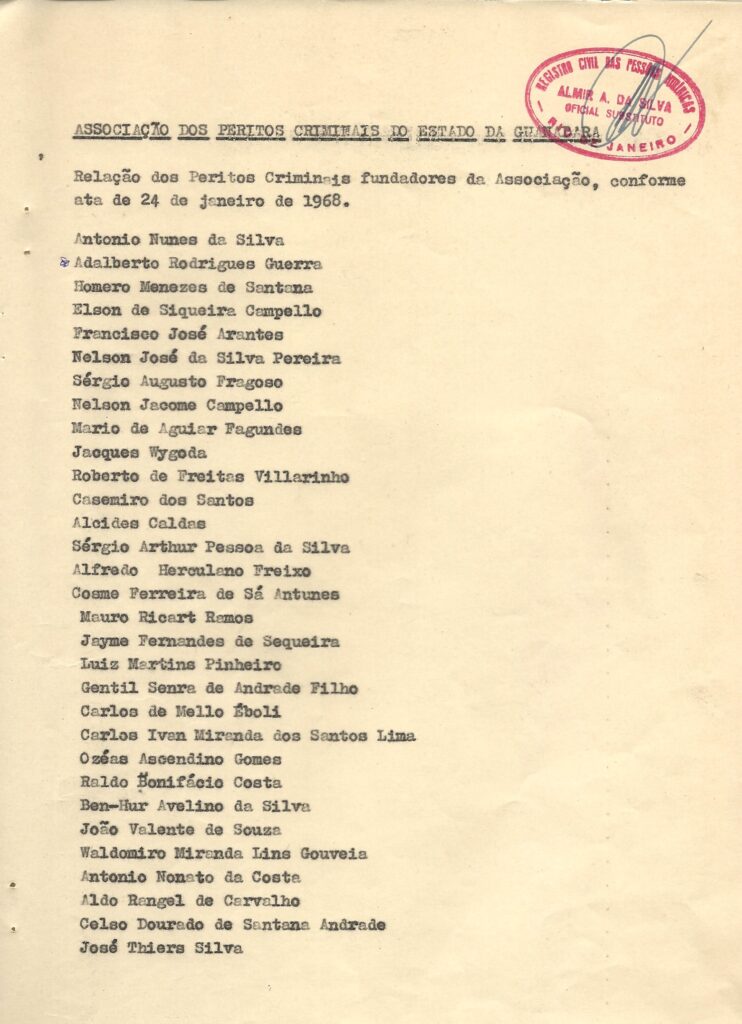 REGISTRO CIVIL DAS PESSOAS JURÍDICAS
ALMIR A. DA SILVA
OFICIAL SUBSTITUTO
JANEIRO
ASSOCIAÇÃO DOS PERITOS CRIMINAIS DO ESTADO DA GUANABARA
Relação dos Peritos Criminais fundadores da Associação, conforme
ata de 24 de janeiro de 1968.
Antonio Nunes da Silva
Adalberto Rodrigues Guerra
Homero Menezes de Santana
Elson de Siqueira Campello
Francisco José Arantes
Nelson José da Silva Pereira
Sérgio Augusto Fragoso
Nelson Jacome Campello
Mario de Aguiar Fagundes
Jacques Wygoda
Roberto de Freitas Villarinho
Casemiro dos Santos
Alcides Caldas
Sérgio Arthur Pessoa da Silva
Alfredo Herculano Freixo
Cosme Ferreira de Sá Antunes
Mauro Ricart Ramos
Jayme Fernandes de Sequeira
Luiz Martins Pinheiro
Gentil Senra de Andrade Filho
Carlos de Mello Éboli
Carlos Ivan Miranda dos Santos Lima
Ozéas Ascendino Gomes
Raldo Bonifácio Costa
Ben-Hur Avelino da Silva
João Valente de Souza
Waldomiro Miranda Lins Gouveia
Antonio Nonato da Costa
Aldo Rangel de Carvalho
Celso Dourado de Santana Andrade
José Thiers Silva